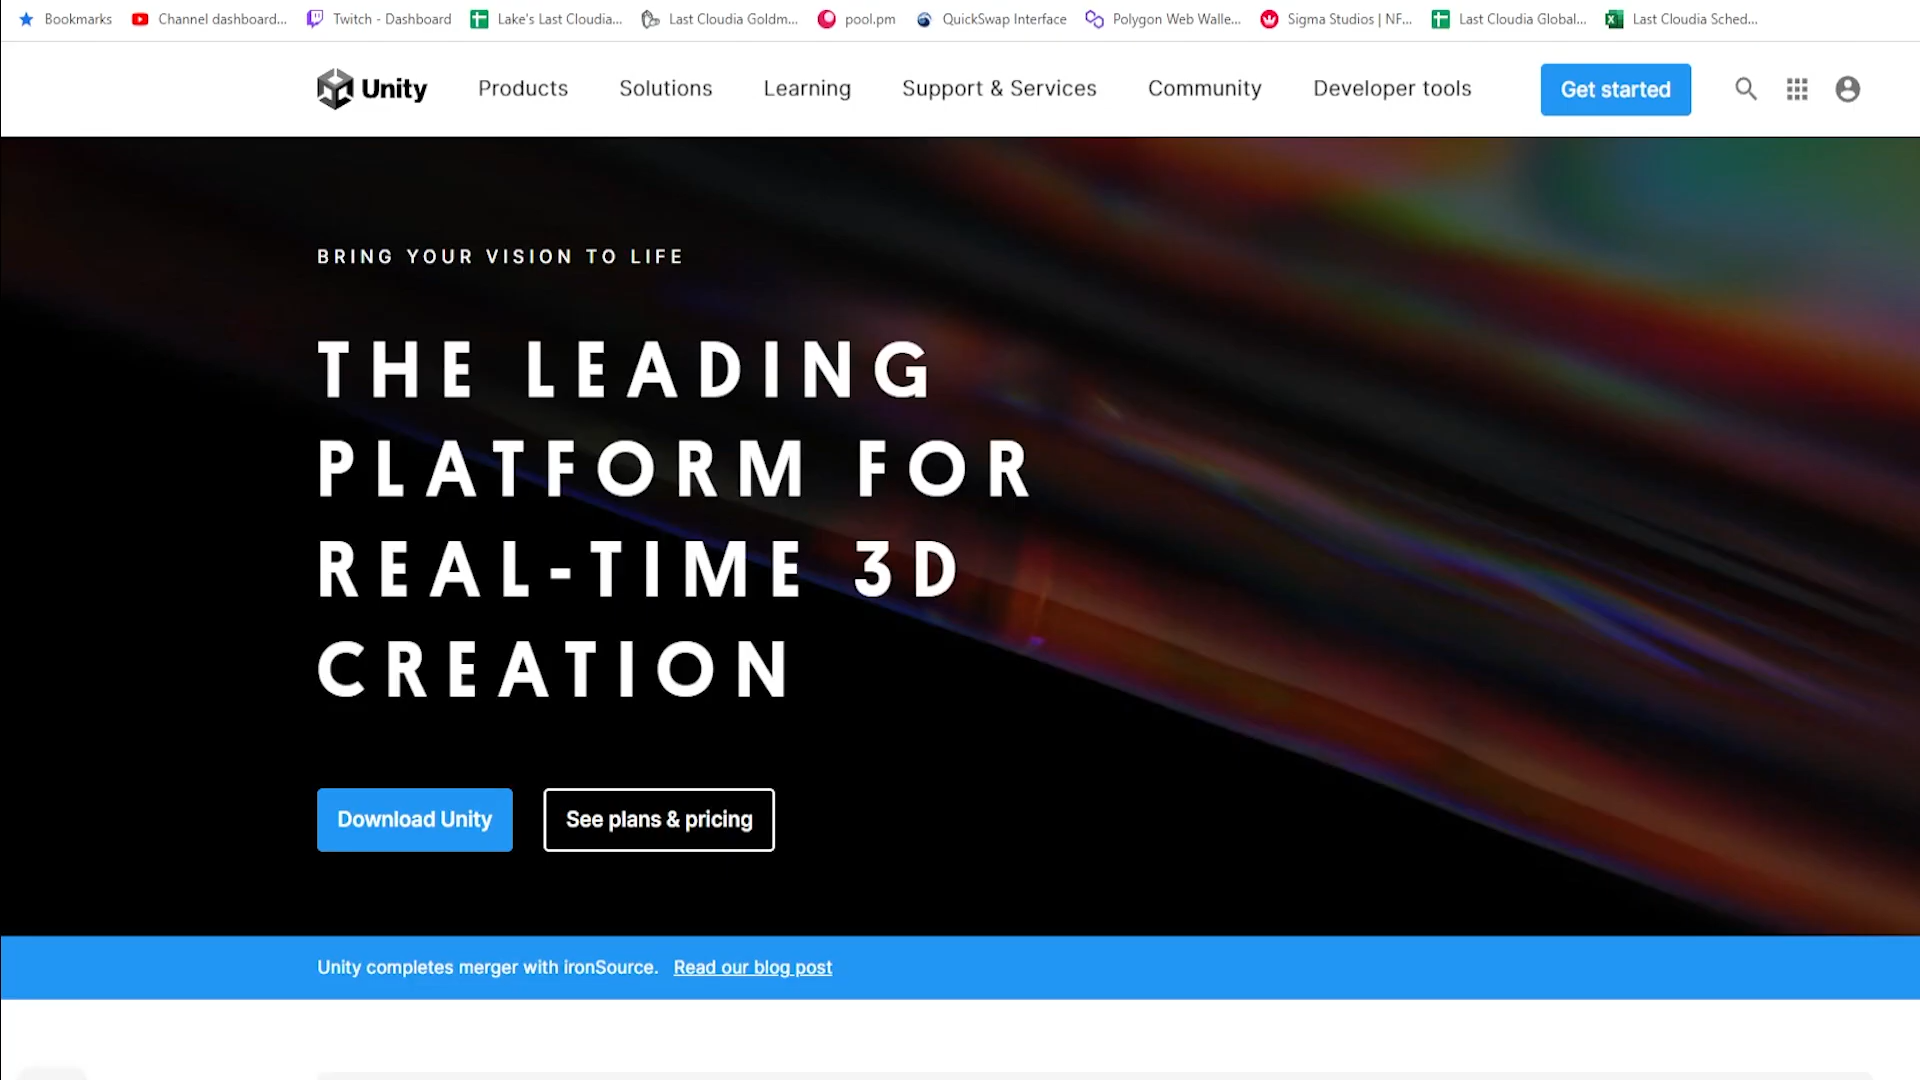 Bookmarks Channel dashboard... Twitch - Dashboard Lake's Last Cloudia... Last Cloudia Goldm... pool.pm QuickSwap Interface Polygon Web Walle... Sigma Studios | NF... Last Cloudia Global... Last Cloudia Sched...
Unity Products Solutions Learning Support & Services Community Developer tools Get started
BRING YOUR VISION TO LIFE
THE LEADING
PLATFORM FOR
REAL-TIME 3D
CREATION
Download Unity See plans & pricing
Unity completes merger with ironSource. Read our blog post